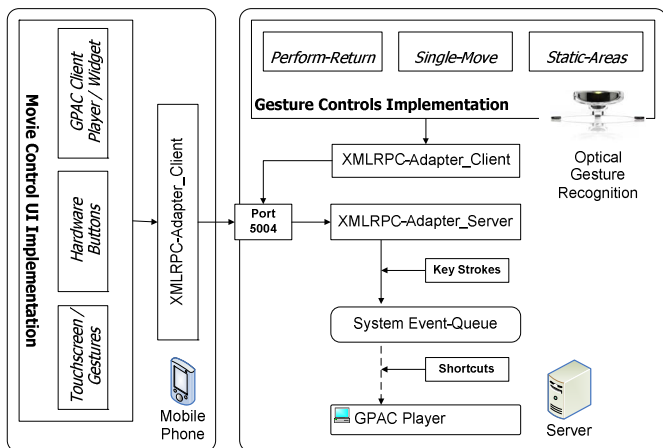 Movie Control UI Implementation
GPAC Client
Player / Widget
Hardware
Buttons
Touchscreen /
Gestures
XMLRPC-Adapter_Client
Mobile
Phone
Perform-Return
Single-Move
Static-Areas
Gesture Controls Implementation
Optical
Gesture
Recognition
XMLRPC-Adapter_Client
Port
5004
XMLRPC-Adapter_Server
Key Strokes
System Event-Queue
Shortcuts
GPAC Player
Server